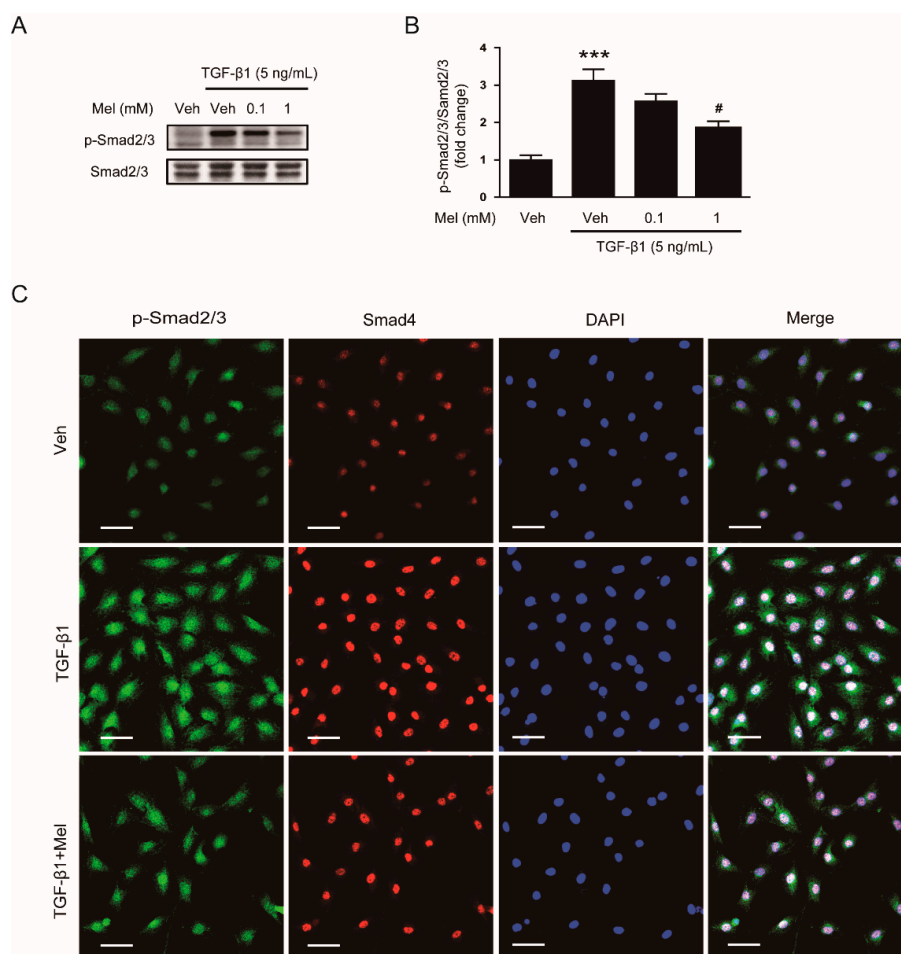 A
TGF-β1 (5 ng/mL)
Mel (mM) Veh Veh 0.1 1
p-Smad2/3
Smad2/3
B
p-Smad2/3/Samd2/3
(fold change)
4
3
2
1
0
***
#
Mel (mM) Veh Veh 0.1 1
TGF-β1 (5 ng/mL)
C
p-Smad2/3 Smad4 DAPI Merge
Veh
TGF-β1
TGF-β1+Mel